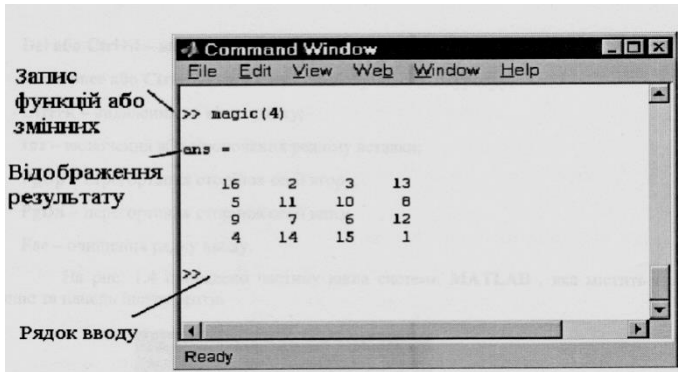 Command Window
File Edit View Web Window Help
Запис
функцій або
змінних
>> magic(4)
ans =
Відображення
результату
16 2 3 13
5 11 10 8
9 7 6 12
4 14 15 1
>>
Рядок вводу
Ready